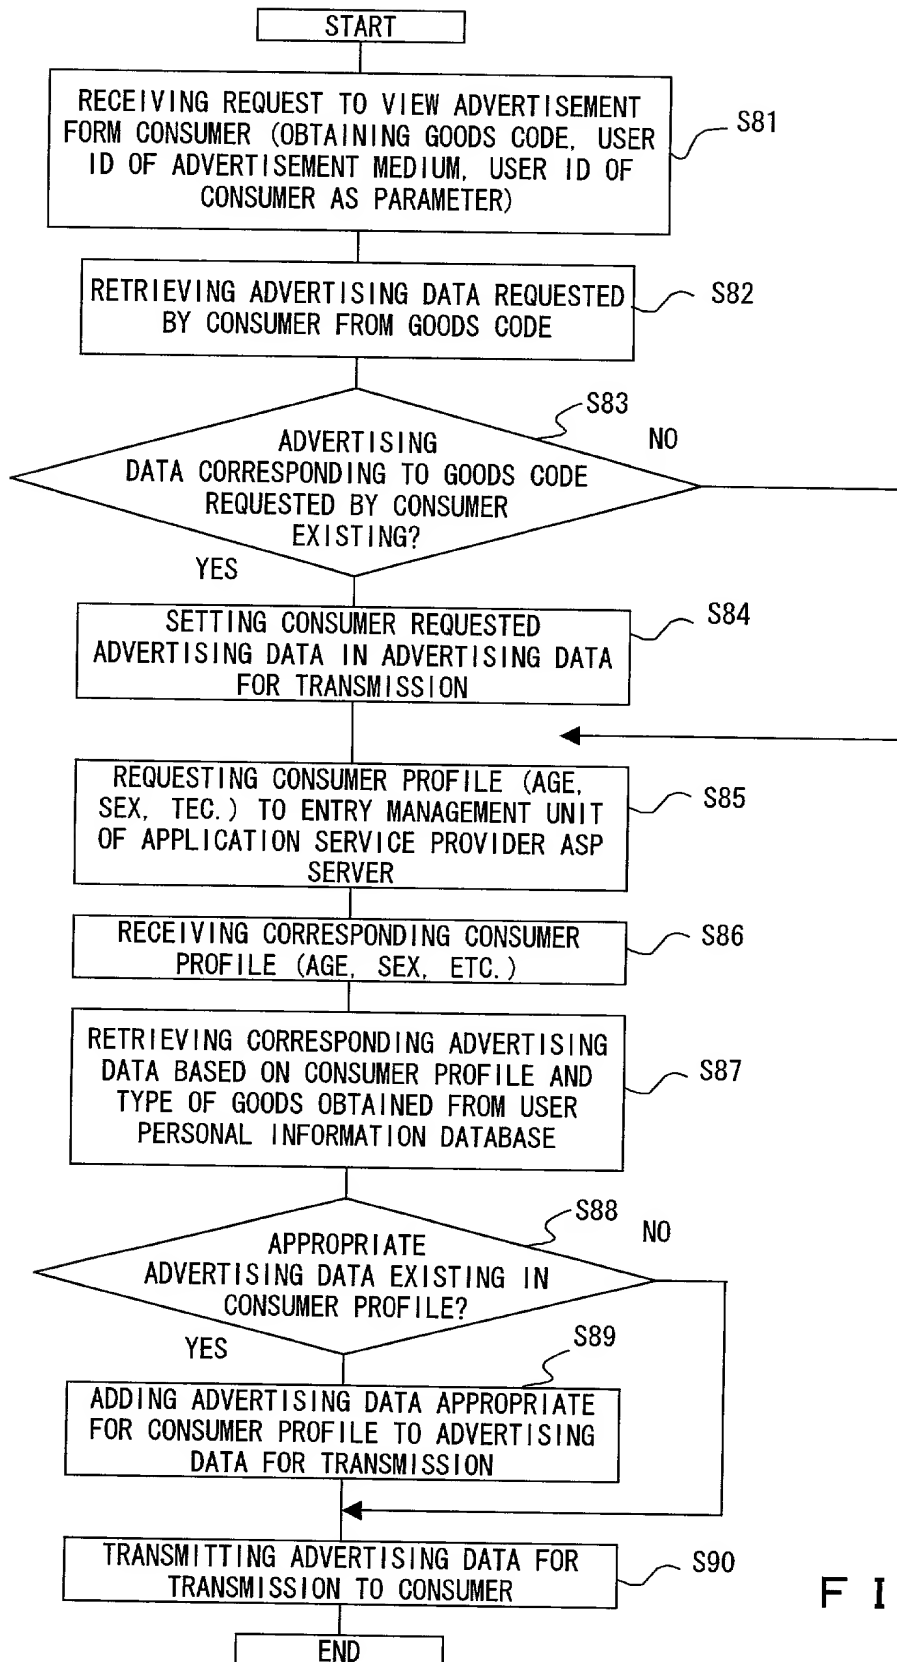 START
RECEIVING REQUEST TO VIEW ADVERTISEMENT
FORM CONSUMER (OBTAINING GOODS CODE, USER
ID OF ADVERTISEMENT MEDIUM, USER ID OF
CONSUMER AS PARAMETER)
S81
RETRIEVING ADVERTISING DATA REQUESTED
BY CONSUMER FROM GOODS CODE
S82
S83
ADVERTISING
DATA CORRESPONDING TO GOODS CODE
REQUESTED BY CONSUMER
EXISTING?
NO
YES
SETTING CONSUMER REQUESTED
ADVERTISING DATA IN ADVERTISING DATA
FOR TRANSMISSION
S84
REQUESTING CONSUMER PROFILE (AGE,
SEX, TEC.) TO ENTRY MANAGEMENT UNIT
OF APPLICATION SERVICE PROVIDER ASP
SERVER
S85
RECEIVING CORRESPONDING CONSUMER
PROFILE (AGE, SEX, ETC.)
S86
RETRIEVING CORRESPONDING ADVERTISING
DATA BASED ON CONSUMER PROFILE AND
TYPE OF GOODS OBTAINED FROM USER
PERSONAL INFORMATION DATABASE
S87
S88
APPROPRIATE
ADVERTISING DATA EXISTING IN
CONSUMER PROFILE?
NO
YES
S89
ADDING ADVERTISING DATA APPROPRIATE
FOR CONSUMER PROFILE TO ADVERTISING
DATA FOR TRANSMISSION
TRANSMITTING ADVERTISING DATA FOR
TRANSMISSION TO CONSUMER
S90
F I
END